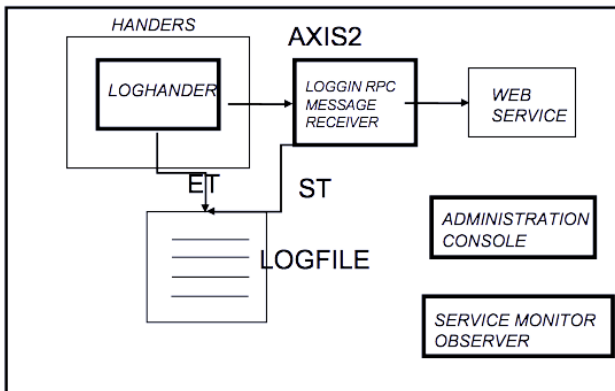 HANDERS
AXIS2
LOGHANDER
LOGGIN RPC
MESSAGE
RECEIVER
WEB
SERVICE
ET
ST
LOGFILE
ADMINISTRATION
CONSOLE
SERVICE MONITOR
OBSERVER